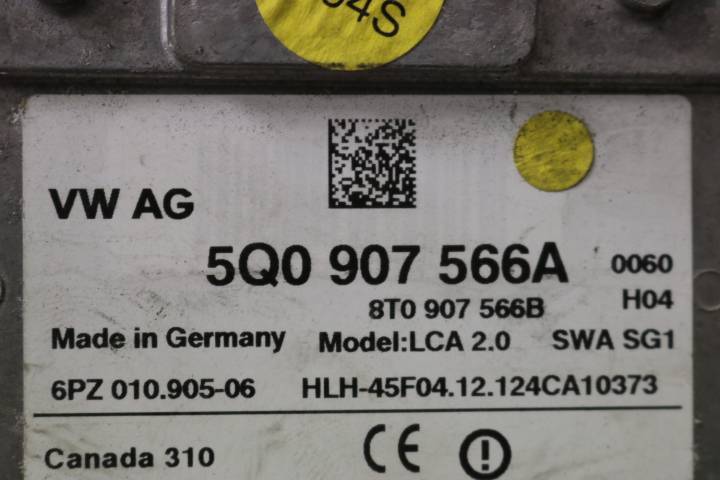 4S
VW AG
5Q0 907 566A 0060
8T0 907 566B H04
Made in Germany Model:LCA 2.0 SWA SG1
6PZ 010.905-06 HLH-45F04.12.124CA10373
Canada 310 CE